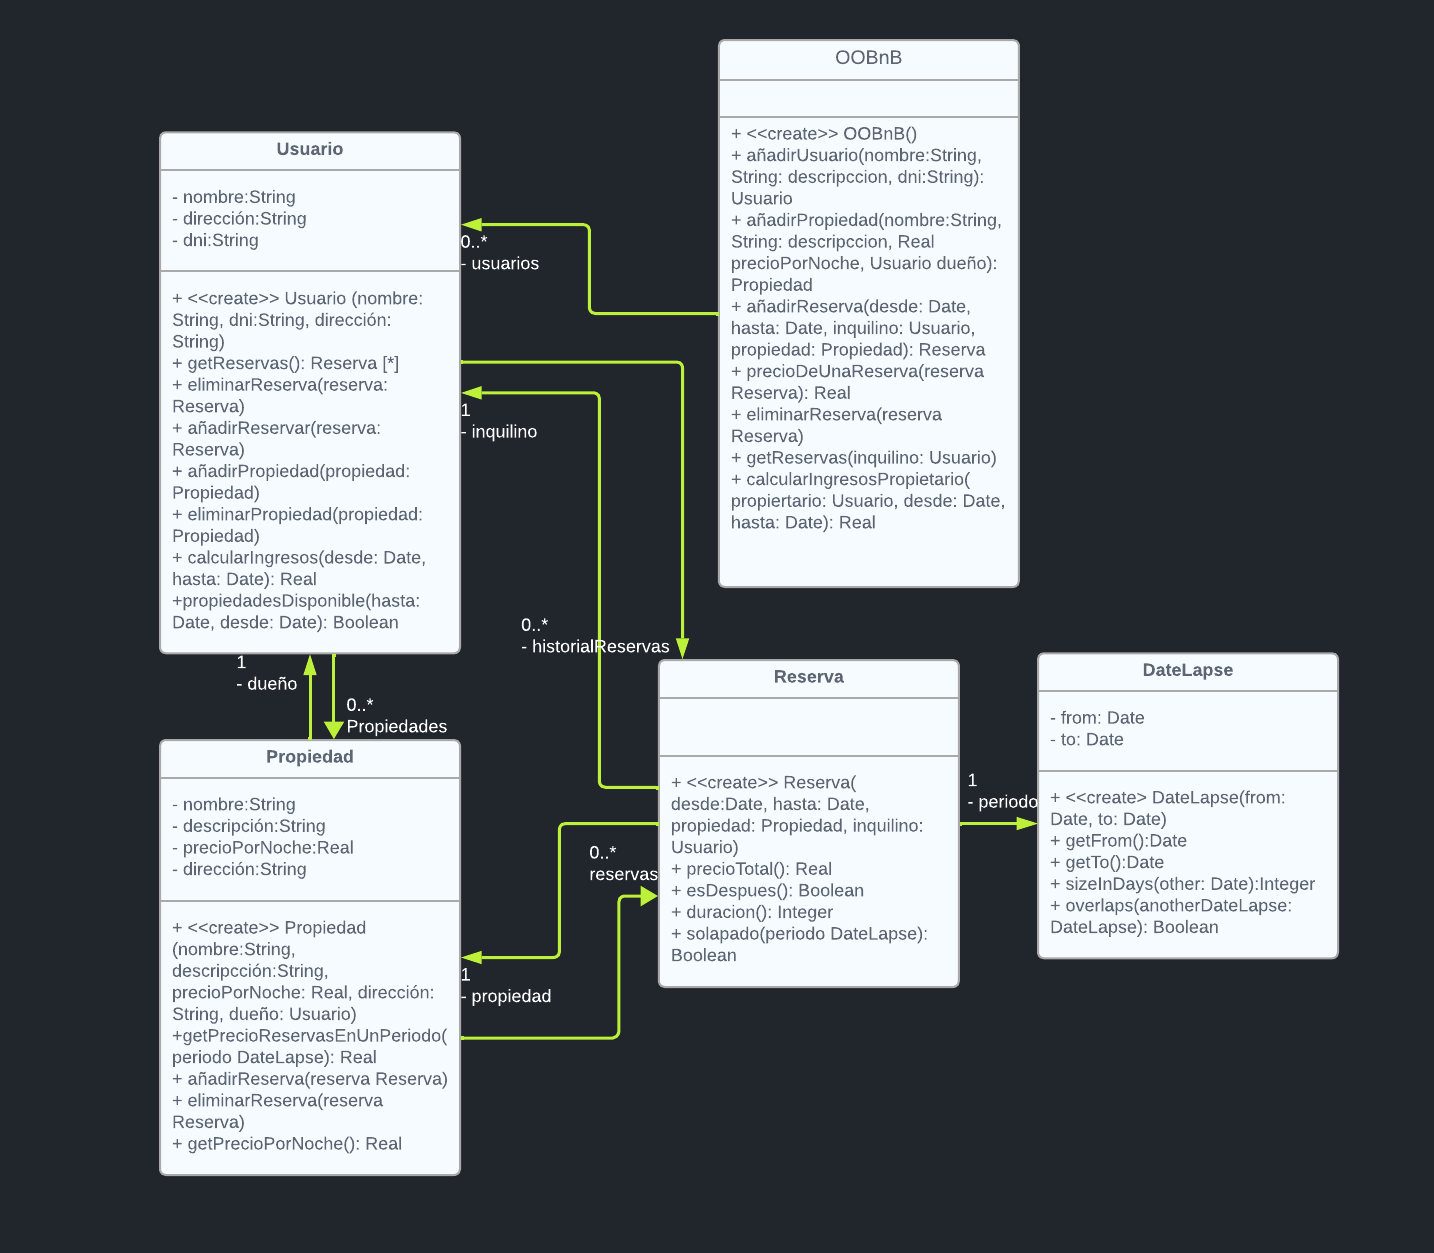 OOBnB
+ <<create>> OOBnB()
+ añadirUsuario(nombre:String,
String: descripccion, dni:String):
Usuario
+ añadirPropiedad(nombre:String,
String: descripccion, Real
precioPorNoche, Usuario dueño):
Propiedad
+ añadirReserva(desde: Date,
hasta: Date, inquilino: Usuario,
propiedad: Propiedad): Reserva
+ precioDeUnaReserva(reserva
Reserva): Real
+ eliminarReserva(reserva
Reserva)
+ getReservas(inquilino: Usuario)
+ calcularIngresosPropietario(
propiertario: Usuario, desde: Date,
hasta: Date): Real
Usuario
- nombre:String
- dirección:String
- dni:String
+ <<create>> Usuario (nombre:
String, dni:String, dirección:
String)
+ getReservas(): Reserva [*]
+ eliminarReserva(reserva:
Reserva)
+ añadirReservar(reserva:
Reserva)
+ añadirPropiedad(propiedad:
Propiedad)
+ eliminarPropiedad(propiedad:
Propiedad)
+ calcularIngresos(desde: Date,
hasta: Date): Real
+propiedadesDisponible(hasta:
Date, desde: Date): Boolean
0..*
- usuarios
1
- inquilino
0..*
- historialReservas
1
- dueño
0..*
Propiedades
Propiedad
- nombre:String
- descripción:String
- precioPorNoche:Real
- dirección:String
+ <<create>> Propiedad
(nombre:String,
descripcción:String,
precioPorNoche: Real, dirección:
String, dueño: Usuario)
+getPrecioReservasEnUnPeriodo(
periodo DateLapse): Real
+ añadirReserva(reserva Reserva)
+ eliminarReserva(reserva
Reserva)
+ getPrecioPorNoche(): Real
0..*
reservas
1
- propiedad
Reserva
+ <<create>> Reserva(
desde:Date, hasta: Date,
propiedad: Propiedad, inquilino:
Usuario)
+ precioTotal(): Real
+ esDespues(): Boolean
+ duracion(): Integer
+ solapado(periodo DateLapse):
Boolean
1
- periodo
DateLapse
- from: Date
- to: Date
+ <<create> DateLapse(from:
Date, to: Date)
+ getFrom():Date
+ getTo():Date
+ sizeInDays(other: Date):Integer
+ overlaps(anotherDateLapse:
DateLapse): Boolean